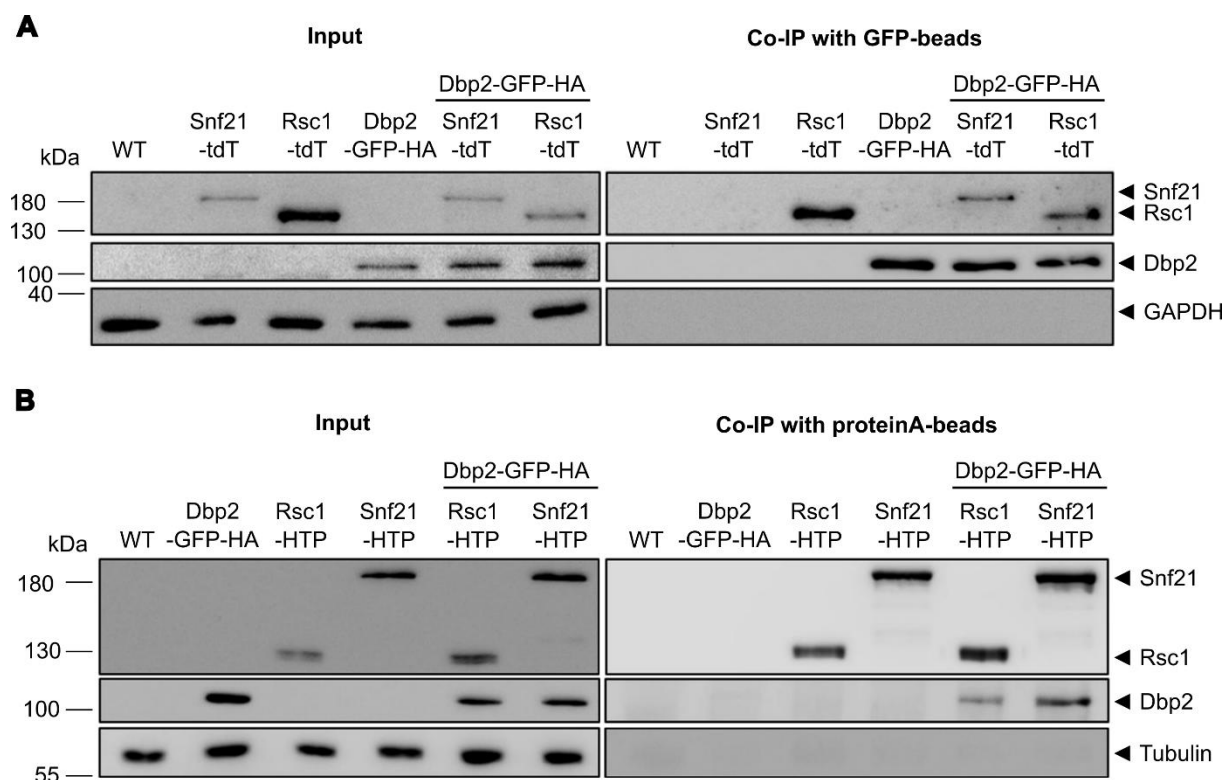 A
Input Co-IP with GFP-beads
Dbp2-GFP-HA Dbp2-GFP-HA
Snf21 Rsc1 Dbp2 Snf21 Rsc1 Snf21 Rsc1 Dbp2 Snf21 Rsc1
kDa WT -tdT -tdT -GFP-HA -tdT -tdT WT -tdT -tdT -GFP-HA -tdT -tdT
180 Snf21
130 Rsc1
100 Dbp2
40
GAPDH
B
Input Co-IP with proteinA-beads
Dbp2-GFP-HA Dbp2-GFP-HA
Dbp2 Rsc1 Snf21 Rsc1 Snf21 Dbp2 Rsc1 Snf21 Rsc1 Snf21
kDa WT -GFP-HA -HTP -HTP -HTP -HTP WT -GFP-HA -HTP -HTP -HTP -HTP
180 Snf21
130 Rsc1
100 Dbp2
Tubulin
55